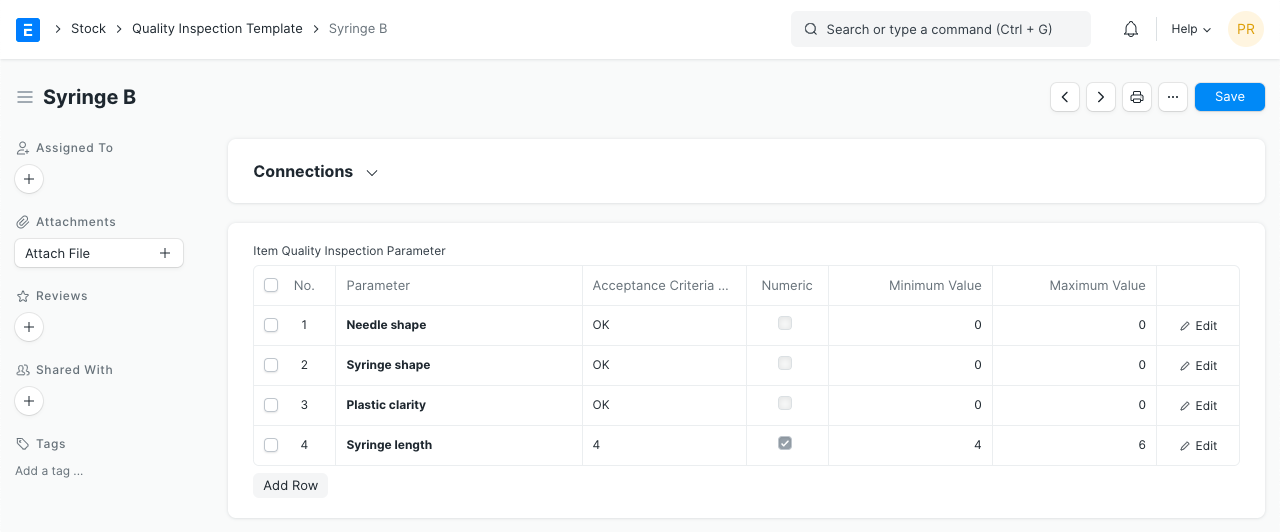 E Stock Quality Inspection Template Syringe B Search or type a command (Ctrl + G) Help PR
Syringe B ... Save
Assigned To
Connections
Attachments
Attach File
Reviews
Shared With
Tags
Add a tag ...
Item Quality Inspection Parameter
No. Parameter Acceptance Criteria ... Numeric Minimum Value Maximum Value
1 Needle shape OK 0 0 Edit
2 Syringe shape OK 0 0 Edit
3 Plastic clarity OK 0 0 Edit
4 Syringe length 4 4 6 Edit
Add Row